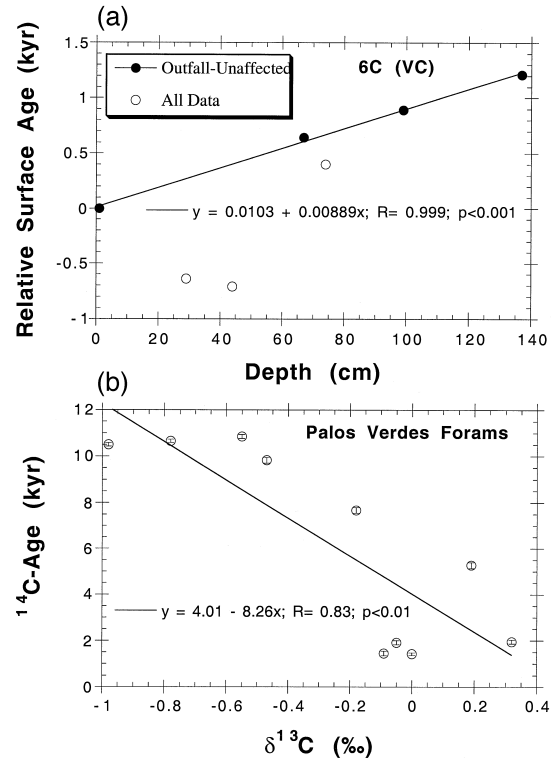 (a)
1.5
1
0.5
0
-0.5
-1
Relative Surface Age (kyr)
Outfall-Unaffected
All Data
6C (VC)
y = 0.0103 + 0.00889x; R= 0.999; p<0.001
0 20 40 60 80 100 120 140
Depth (cm)
(b)
12
10
8
6
4
2
0
¹⁴C-Age (kyr)
Palos Verdes Forams
y = 4.01 - 8.26x; R= 0.83; p<0.01
-1 -0.8 -0.6 -0.4 -0.2 0 0.2 0.4
δ¹³C (‰)